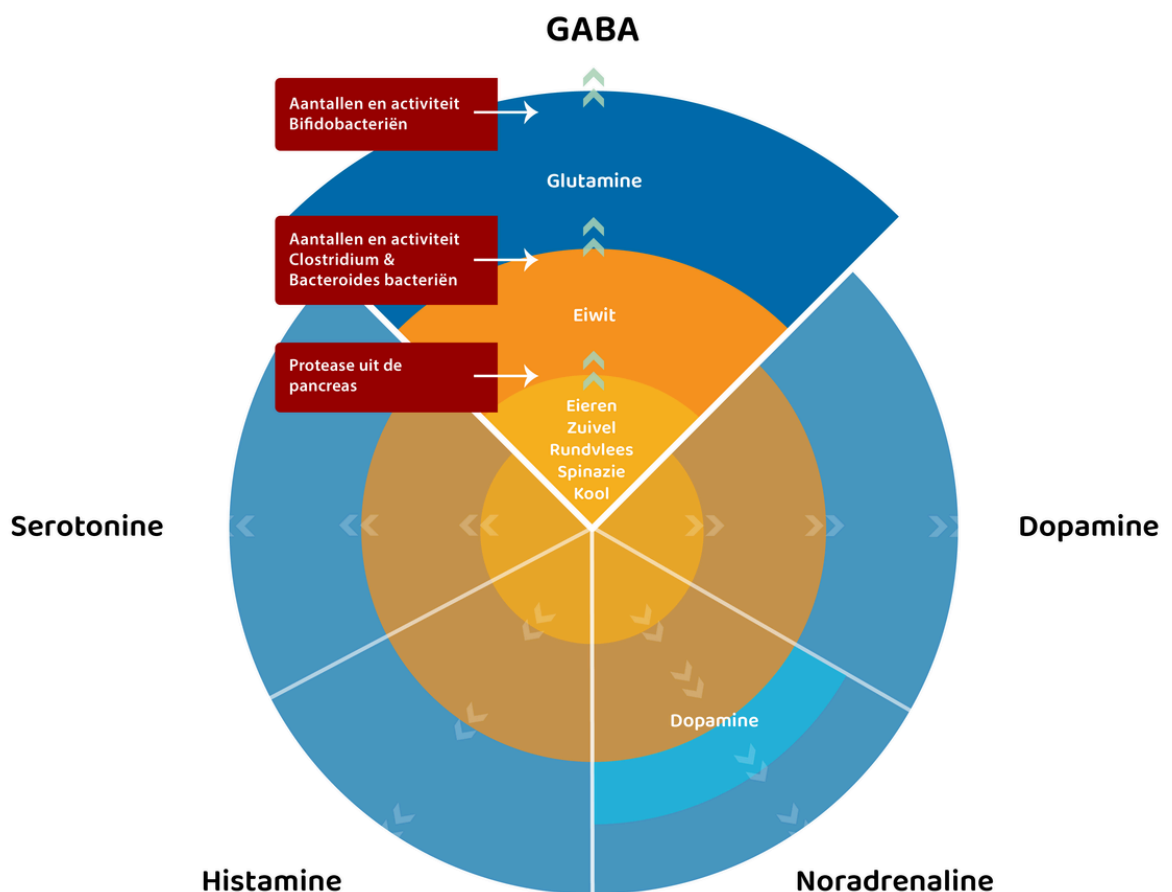 GABA
Aantallen en activiteit
Bifidobacteriën
Glutamine
Aantallen en activiteit
Clostridium &
Bacteroides bacteriën
Eiwit
Protease uit de
pancreas
Eieren
Zuivel
Rundvlees
Spinazie
Kool
Serotonine
Dopamine
Dopamine
Histamine
Noradrenaline